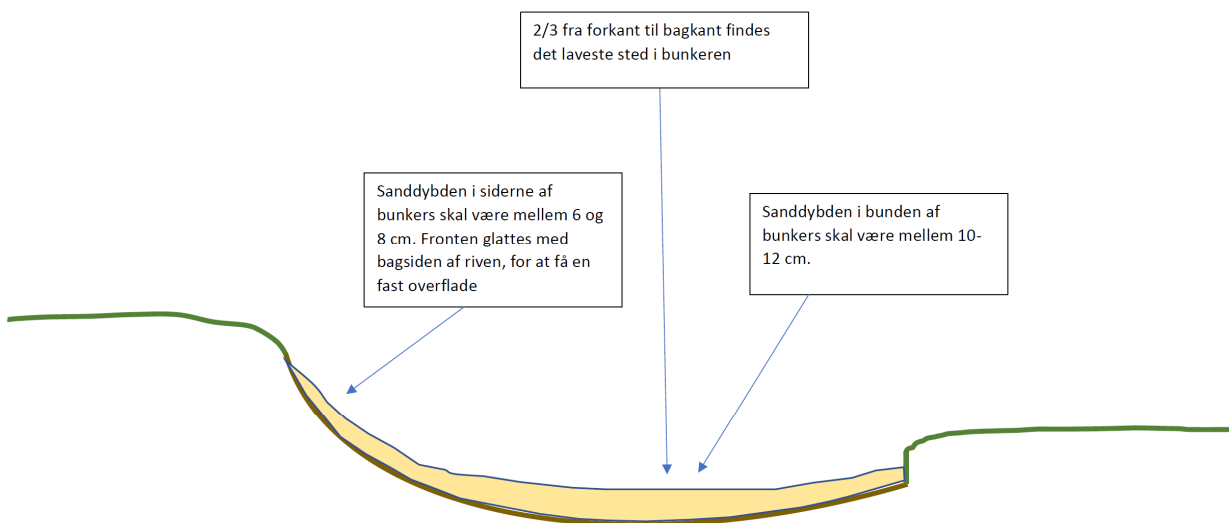 2/3 fra forkant til bagkant findes
det laveste sted i bunkeren
Sanddybden i siderne af
bunkers skal være mellem 6 og
8 cm. Fronten glattes med
bagsiden af riven, for at få en
fast overflade
Sanddybden i bunden af
bunkers skal være mellem 10-
12 cm.